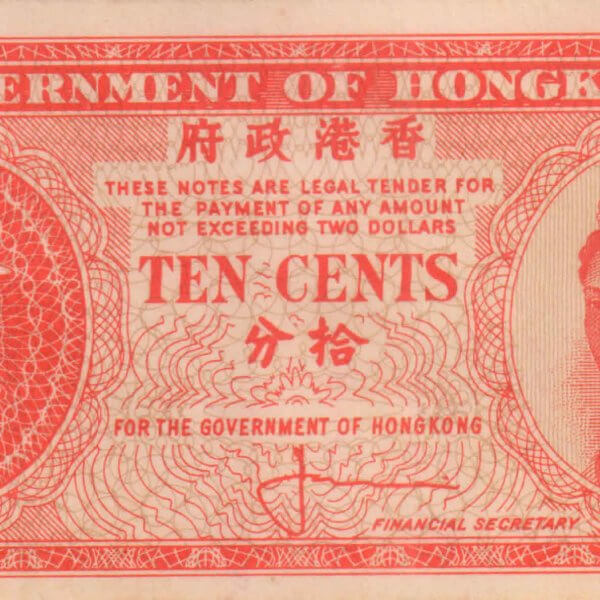 ERNMENT OF HONGK
府政港香
THESE NOTES ARE LEGAL TENDER FOR
THE PAYMENT OF ANY AMOUNT
NOT EXCEEDING TWO DOLLARS
TEN CENTS
分拾
FOR THE GOVERNMENT OF HONGKONG
FINANCIAL SECRETARY